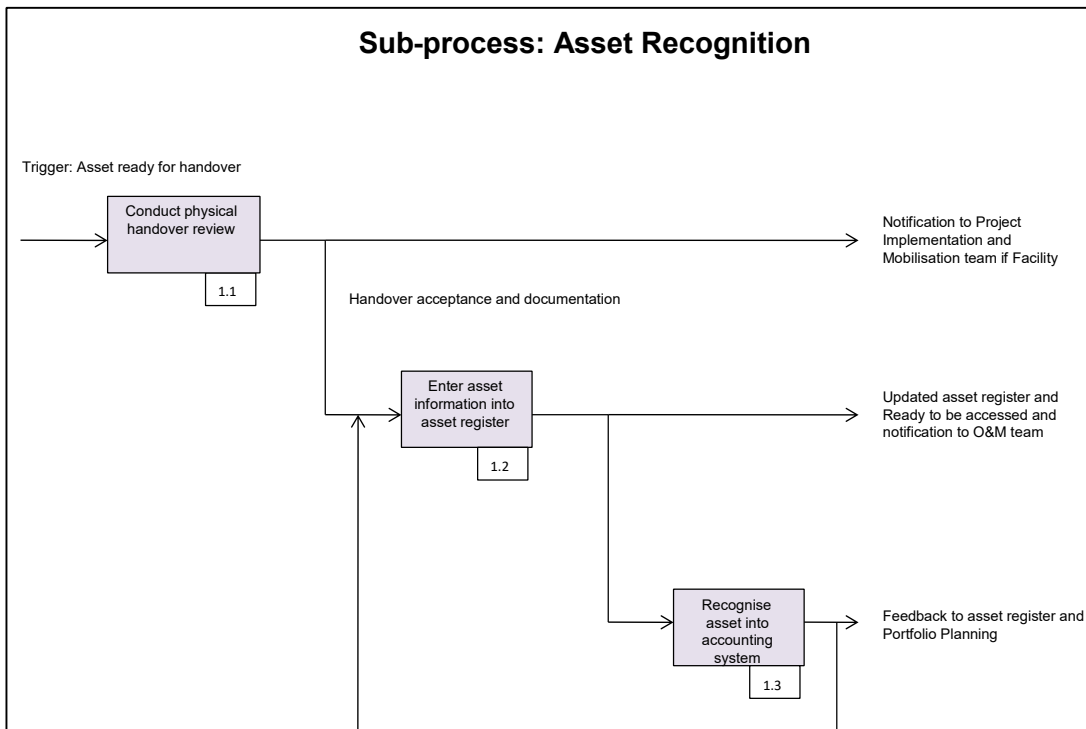 Sub-process: Asset Recognition
Trigger: Asset ready for handover
Conduct physical
handover review
1.1
Notification to Project
Implementation and
Mobilisation team if Facility
Handover acceptance and documentation
Enter asset
information into
asset register
1.2
Updated asset register and
Ready to be accessed and
notification to O&M team
Recognise
asset into
accounting
system
1.3
Feedback to asset register and
Portfolio Planning